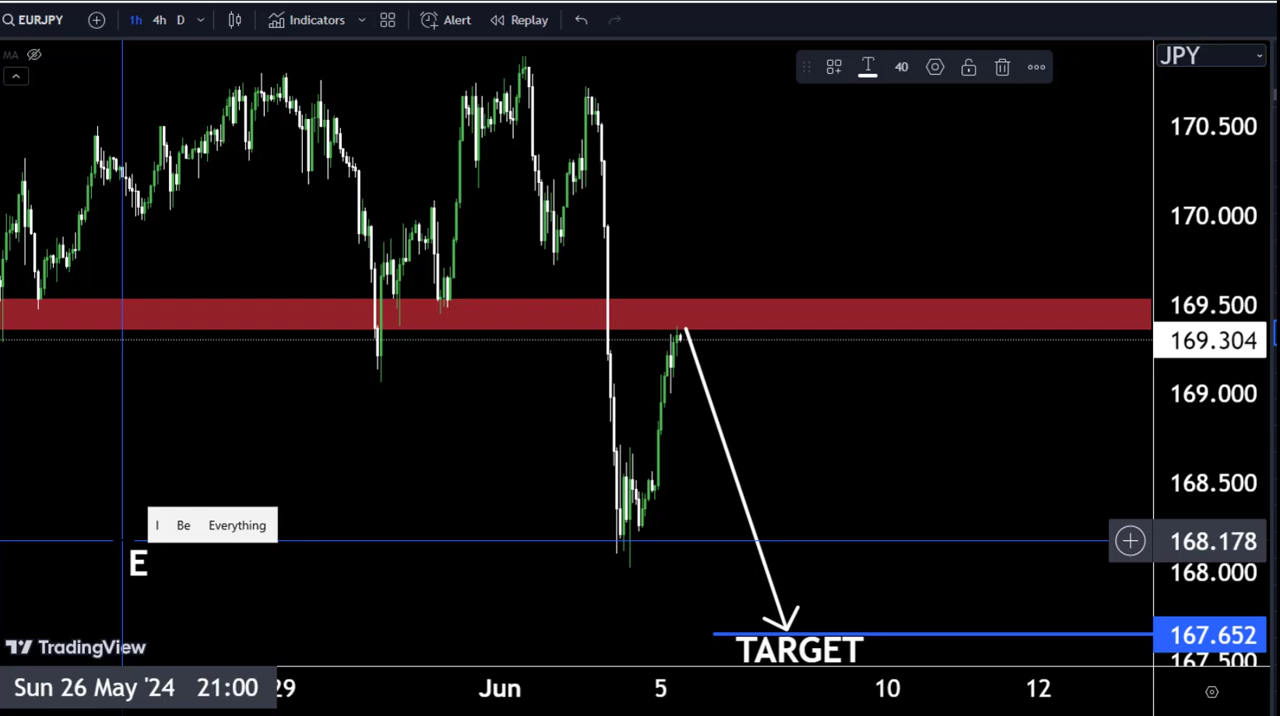 EURJPY 1h 4h D Indicators Alert Replay
MA
40
JPY
170.500
170.000
169.500
169.304
169.000
168.500
I Be Everything
168.178
E
168.000
167.652
TARGET
167.500
TradingView
Sun 26 May '24 21:00 29 Jun 5 10 12